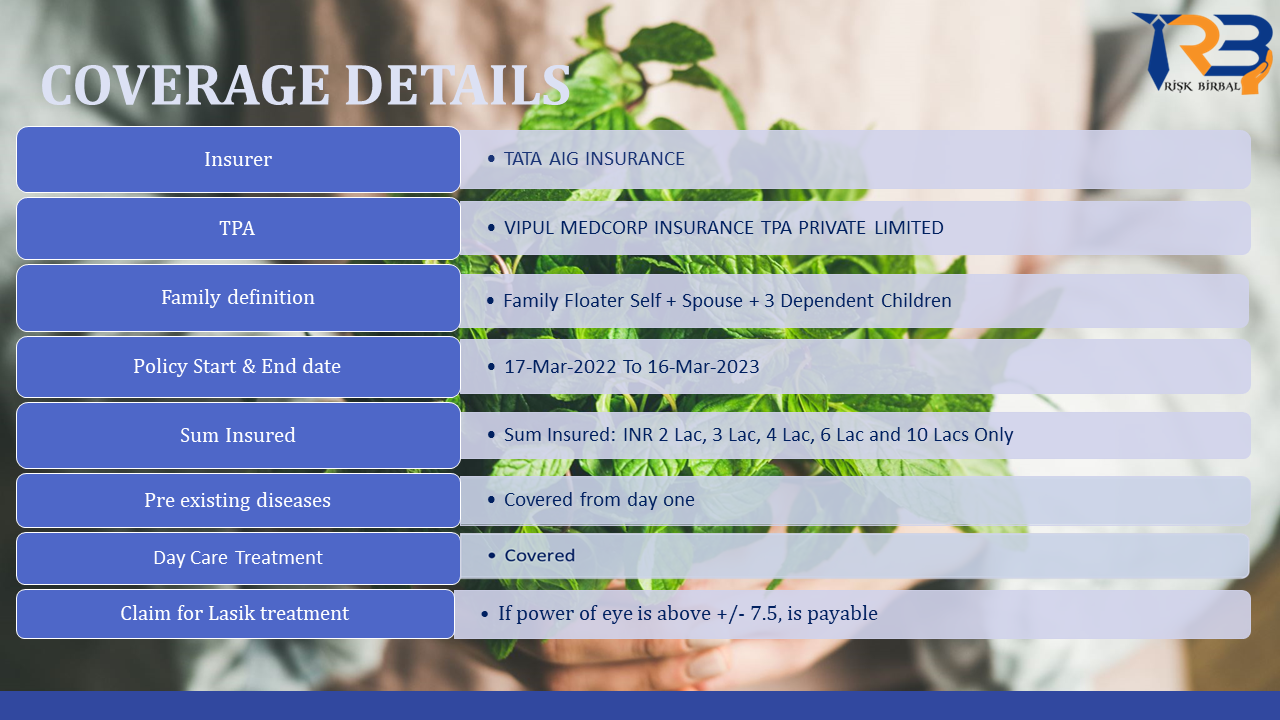 COVERAGE DETAILS
RB
RİŞK BİRBAL
Insurer
• TATA AIG INSURANCE
TPA
• VIPUL MEDCORP INSURANCE TPA PRIVATE LIMITED
Family definition
• Family Floater Self + Spouse + 3 Dependent Children
Policy Start & End date
• 17-Mar-2022 To 16-Mar-2023
Sum Insured
• Sum Insured: INR 2 Lac, 3 Lac, 4 Lac, 6 Lac and 10 Lacs Only
Pre existing diseases
• Covered from day one
Day Care Treatment
• Covered
Claim for Lasik treatment
• If power of eye is above +/- 7.5, is payable